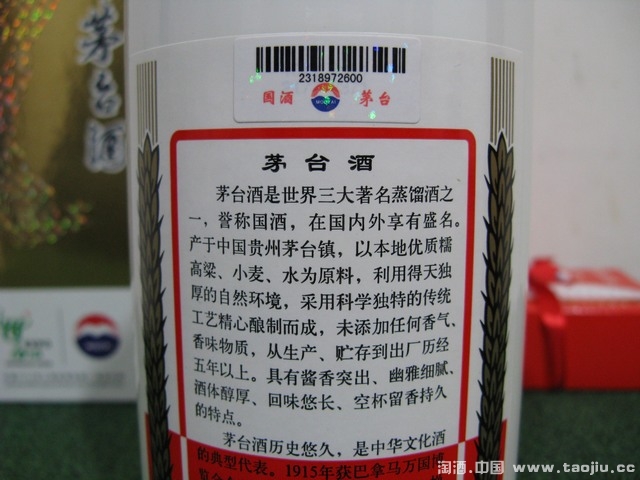 茅台酒
2318972600
国酒 茅台
茅台酒
茅台酒是世界三大著名蒸馏酒之
一，誉称国酒，在国内外享有盛名。
产于中国贵州茅台镇，以本地优质糯
高粱、小麦、水为原料，利用得天独
厚的自然环境，采用科学独特的传统
工艺精心酿制而成，未添加任何香气、
香味物质，从生产、贮存到出厂历经
五年以上。具有酱香突出、幽雅细腻、
酒体醇厚、回味悠长、空杯留香持久
的特点。
茅台酒历史悠久，是中华文化酒
的典型代表。1915年获巴拿马万国博
淘酒.中国 www.taojiu.cc